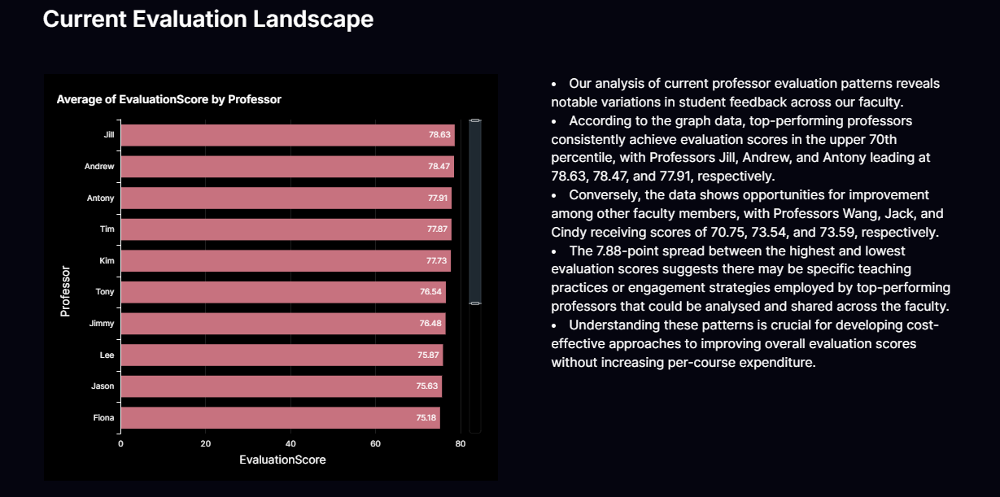 Current Evaluation Landscape
Average of EvaluationScore by Professor
Professor
Jill 78.63
Andrew 78.47
Antony 77.91
Tim 77.87
Kim 77.73
Tony 76.54
Jimmy 76.48
Lee 75.87
Jason 75.63
Fiona 75.18
0 20 40 60 80
EvaluationScore
• Our analysis of current professor evaluation patterns reveals
notable variations in student feedback across our faculty.
• According to the graph data, top-performing professors
consistently achieve evaluation scores in the upper 70th
percentile, with Professors Jill, Andrew, and Antony leading at
78.63, 78.47, and 77.91, respectively.
• Conversely, the data shows opportunities for improvement
among other faculty members, with Professors Wang, Jack, and
Cindy receiving scores of 70.75, 73.54, and 73.59, respectively.
• The 7.88-point spread between the highest and lowest
evaluation scores suggests there may be specific teaching
practices or engagement strategies employed by top-performing
professors that could be analysed and shared across the faculty.
• Understanding these patterns is crucial for developing cost-
effective approaches to improving overall evaluation scores
without increasing per-course expenditure.